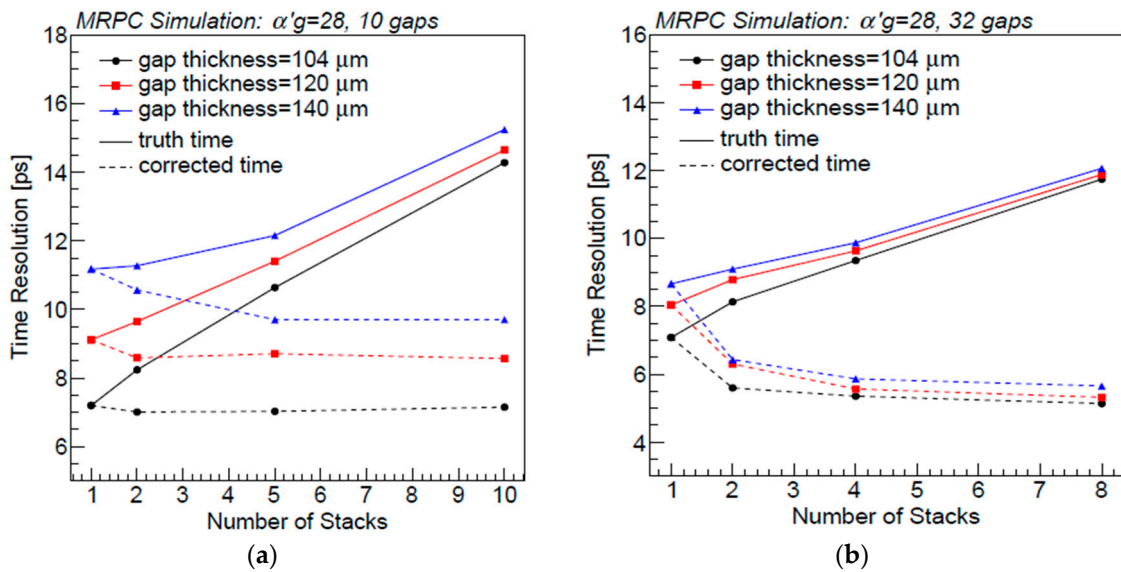 MRPC Simulation: α'g=28, 10 gaps
Time Resolution [ps]
18
16
14
12
10
8
6
gap thickness=104 μm
gap thickness=120 μm
gap thickness=140 μm
truth time
corrected time
1 2 3 4 5 6 7 8 9 10
Number of Stacks
(a)
MRPC Simulation: α'g=28, 32 gaps
Time Resolution [ps]
16
14
12
10
8
6
4
gap thickness=104 μm
gap thickness=120 μm
gap thickness=140 μm
truth time
corrected time
1 2 3 4 5 6 7 8
Number of Stacks
(b)